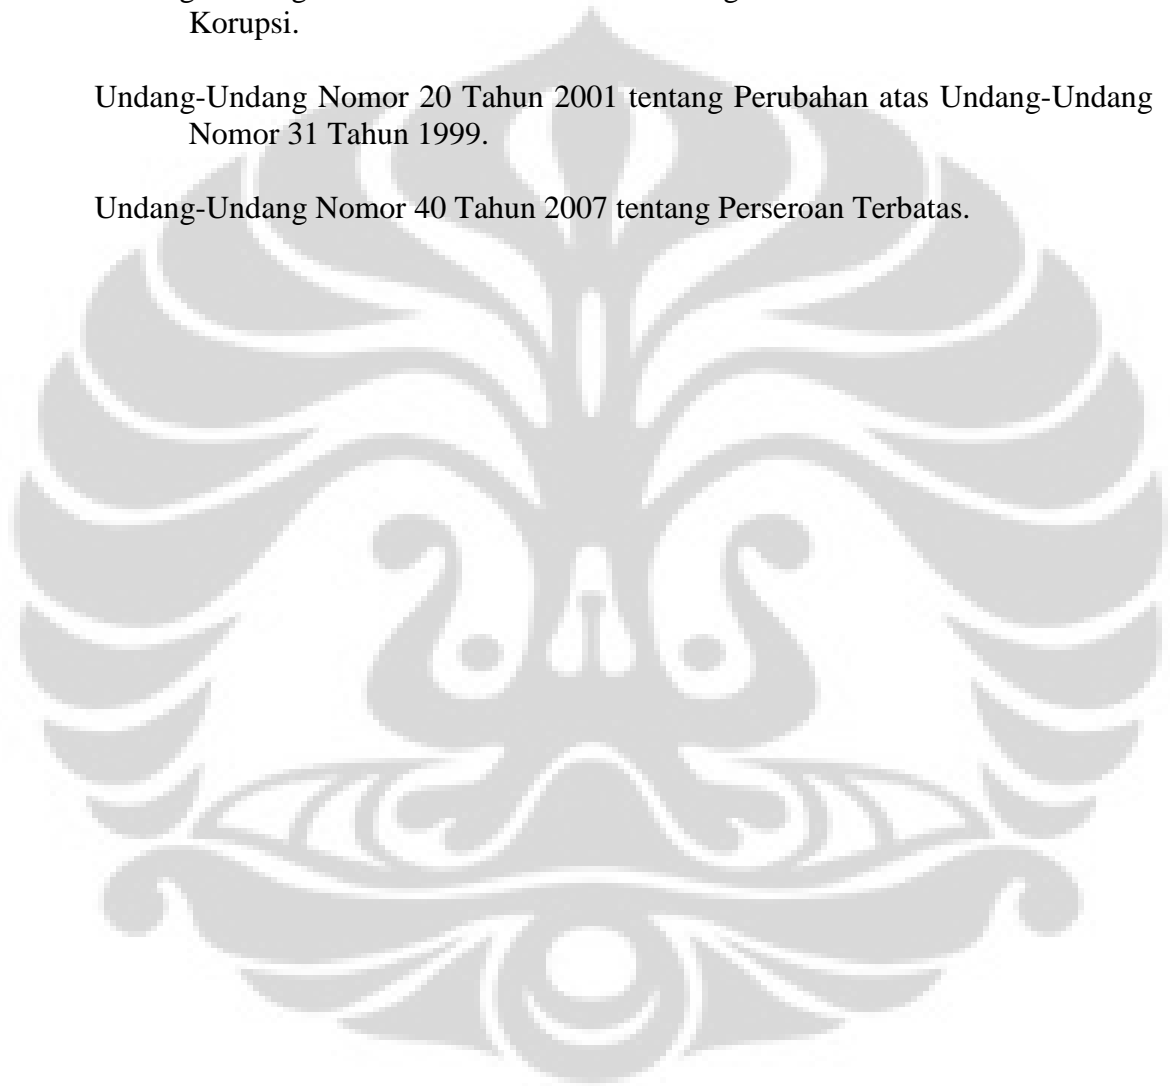 Korupsi.
Undang-Undang Nomor 20 Tahun 2001 tentang Perubahan atas Undang-Undang
Nomor 31 Tahun 1999.
Undang-Undang Nomor 40 Tahun 2007 tentang Perseroan Terbatas.